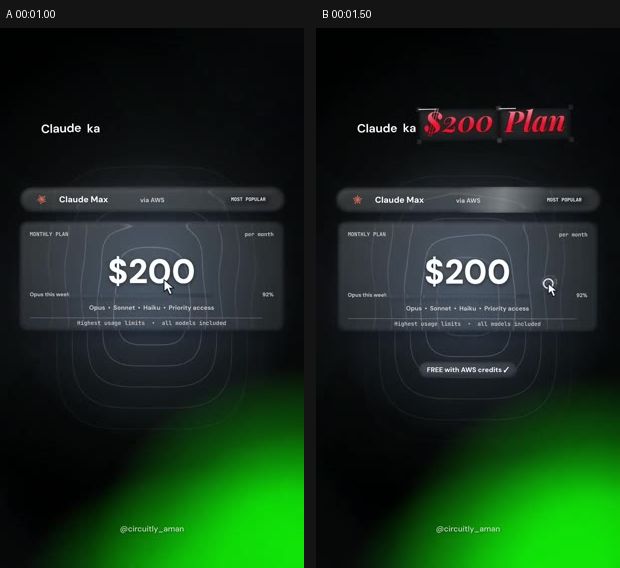 A 00:01.00
Claude ka
Claude Max
via AWS
MOST POPULAR
MONTHLY PLAN
per month
$200
Opus this week
92%
Opus • Sonnet • Haiku • Priority access
Highest usage limits • all models included
@circuitly_aman
B 00:01.50
Claude ka $200 Plan
Claude Max
via AWS
MOST POPULAR
MONTHLY PLAN
per month
$200
Opus this week
92%
Opus • Sonnet • Haiku • Priority access
Highest usage limits • all models included
FREE with AWS credits ✓
@circuitly_aman